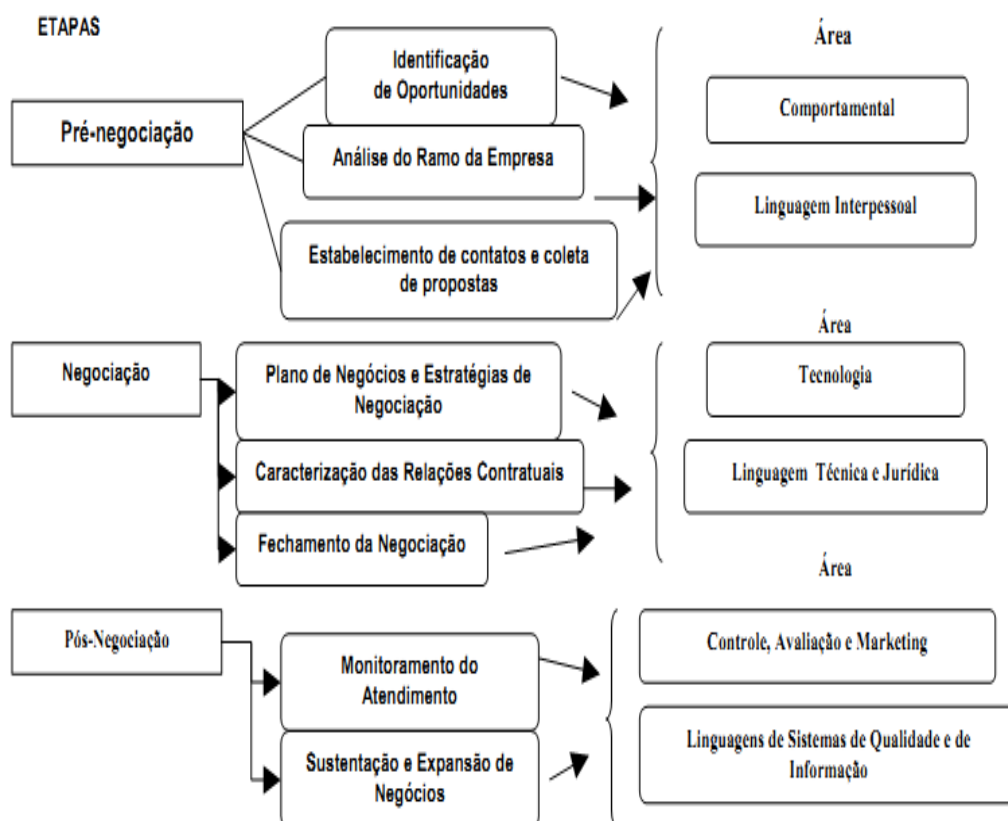 ETAPAS
Área
Identificação
de Oportunidades
Comportamental
Pré-negociação
Análise do Ramo da Empresa
Linguagem Interpessoal
Estabelecimento de contatos e coleta
de propostas
Área
Negociação
Plano de Negócios e Estratégias de
Negociação
Tecnologia
Caracterização das Relações Contratuais
Linguagem Técnica e Jurídica
Fechamento da Negociação
Área
Pós-Negociação
Monitoramento do
Atendimento
Controle, Avaliação e Marketing
Sustentação e Expansão de
Negócios
Linguagens de Sistemas de Qualidade e de
Informação